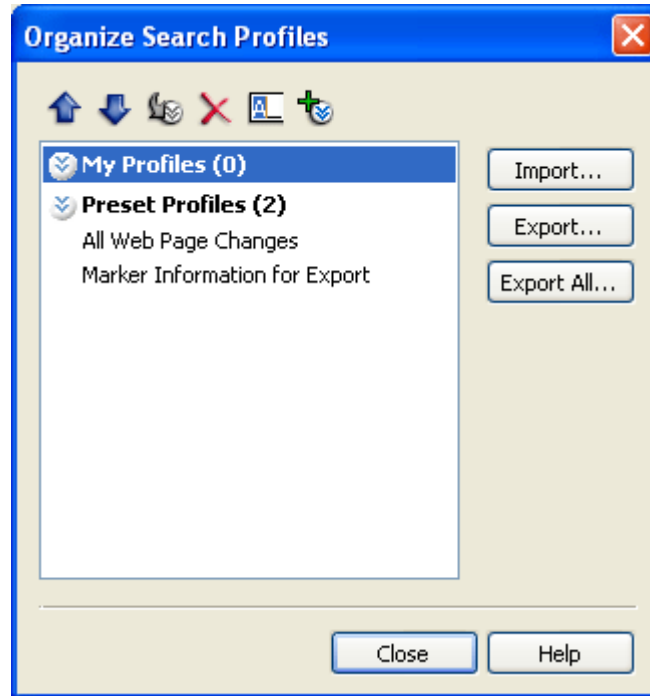 Organize Search Profiles
My Profiles (0)
Preset Profiles (2)
All Web Page Changes
Marker Information for Export
Import...
Export...
Export All...
Close
Help